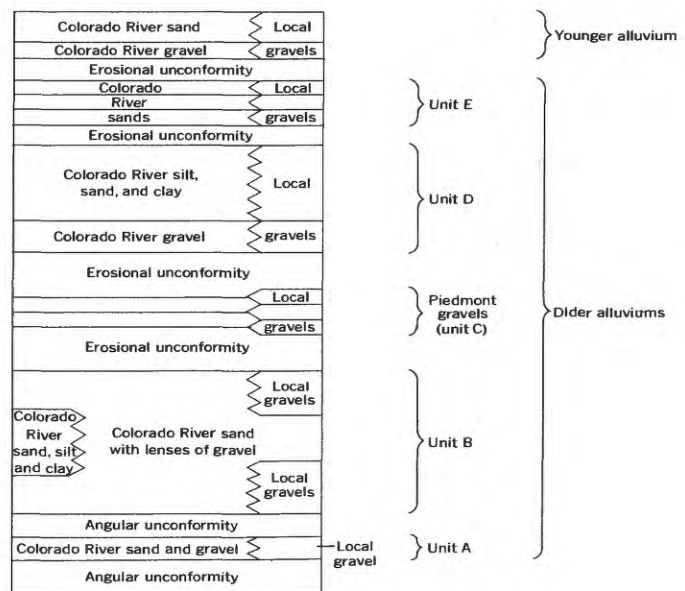 Colorado River sand Local
Colorado River gravel gravels
Younger alluvium
Erosional unconformity
Colorado Local
River
sands gravels
Unit E
Erosional unconformity
Colorado River silt,
sand, and clay
Local
Unit D
Colorado River gravel gravels
Erosional unconformity
Local
gravels
Piedmont
gravels
(unit C)
Dlder alluviums
Erosional unconformity
Local
gravels
Colorado
River
sand, silt
and clay
Colorado River sand
with lenses of gravel
Unit B
Local
gravels
Angular unconformity
Colorado River sand and gravel
Local
gravel
Unit A
Angular unconformity